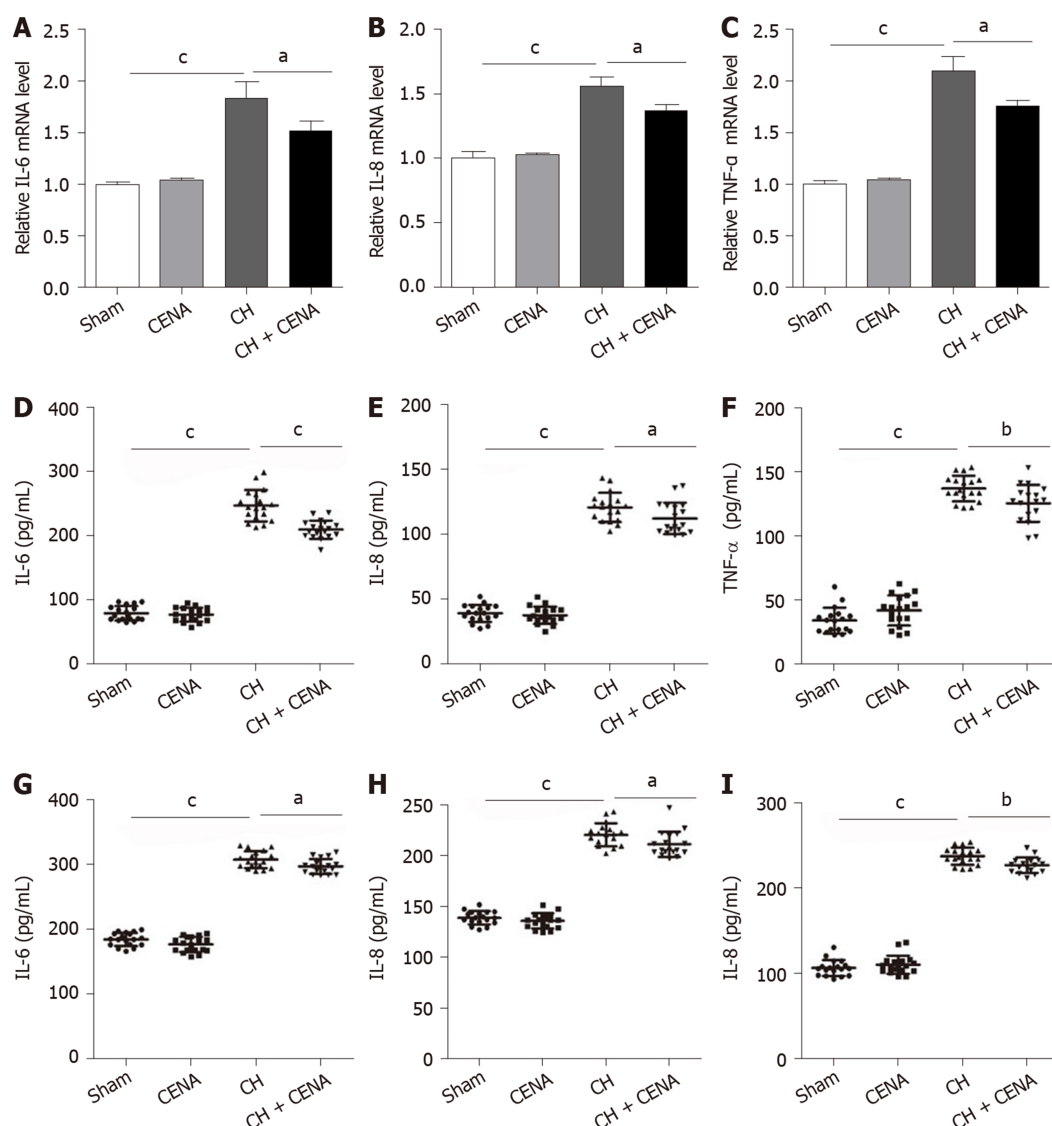 A
Relative IL-6 mRNA level
2.5
2.0
1.5
1.0
0.5
0.0
c
a
Sham
CENA
CH
CH + CENA
B
Relative IL-8 mRNA level
2.0
1.5
1.0
0.5
0.0
c
a
Sham
CENA
CH
CH + CENA
C
Relative TNF-α mRNA level
2.5
2.0
1.5
1.0
0.5
0.0
c
a
Sham
CENA
CH
CH + CENA
D
IL-6 (pg/mL)
400
300
200
100
0
c
c
Sham
CENA
CH
CH + CENA
E
IL-8 (pg/mL)
200
150
100
50
0
c
a
Sham
CENA
CH
CH + CENA
F
TNF-α (pg/mL)
200
150
100
50
0
c
b
Sham
CENA
CH
CH + CENA
G
IL-6 (pg/mL)
400
300
200
100
0
c
a
Sham
CENA
CH
CH + CENA
H
IL-8 (pg/mL)
250
200
150
100
50
0
c
a
Sham
CENA
CH
CH + CENA
I
IL-8 (pg/mL)
300
200
100
0
c
b
Sham
CENA
CH
CH + CENA